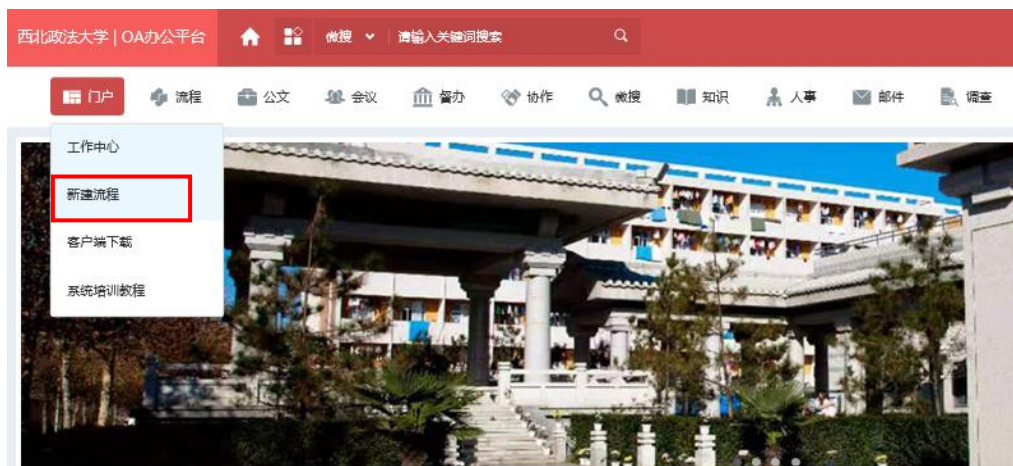 西北政法大学 | OA办公平台 微搜 请输入关键词搜索
门户 流程 公文 会议 督办 协作 微搜 知识 人事 邮件 调查
工作中心
新建流程
客户端下载
系统培训教程